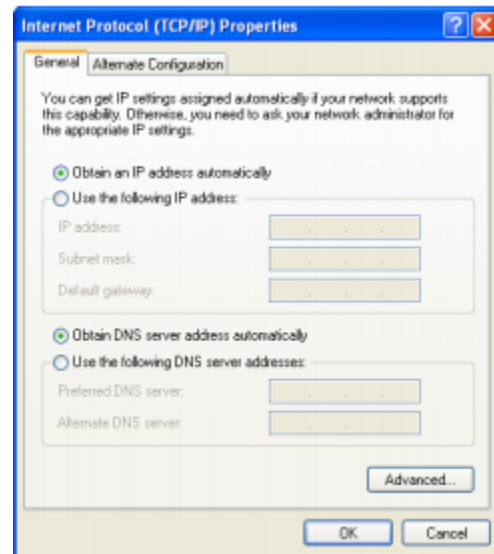 Internet Protocol (TCP/IP) Properties
General
Alternate Configuration
You can get IP settings assigned automatically if your network supports
this capability. Otherwise, you need to ask your network administrator for
the appropriate IP settings.
Obtain an IP address automatically
Use the following IP address:
IP address:
Subnet mask:
Default gateway:
Obtain DNS server address automatically
Use the following DNS server addresses:
Preferred DNS server:
Alternate DNS server:
Advanced...
OK
Cancel